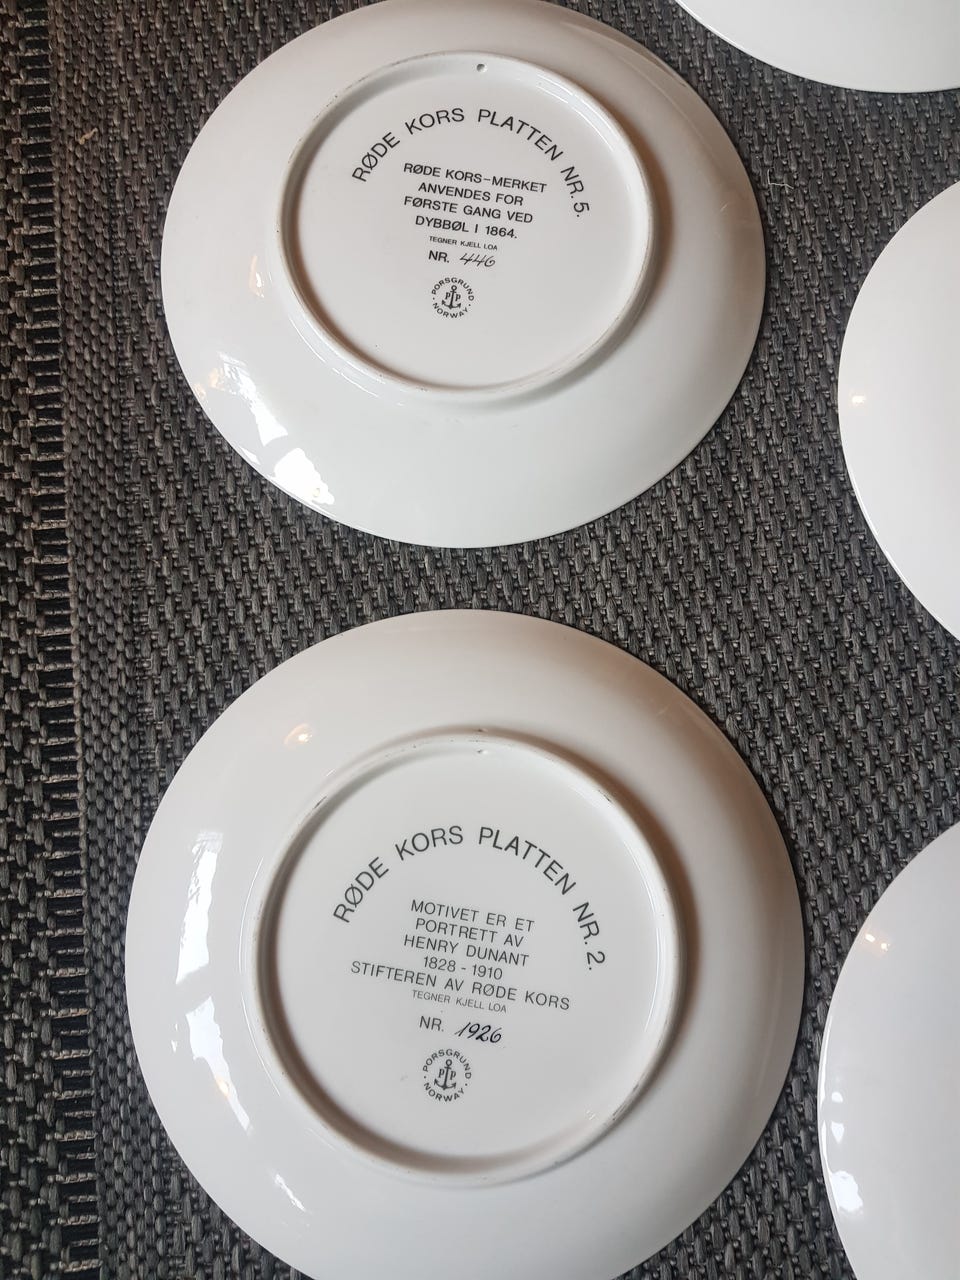 RØDE KORS PLATTEN NR. 5.
RØDE KORS-MERKET
ANVENDES FOR
FØRSTE GANG VED
DYBBØL I 1864.
TEGNER KJELL LOA
NR. 446
PORSGRUND
PP
NORWAY
RØDE KORS PLATTEN NR. 2.
MOTIVET ER ET
PORTRETT AV
HENRY DUNANT
1828 - 1910
STIFTEREN AV RØDE KORS
TEGNER KJELL LOA
NR. 1926
PORSGRUND
PP
NORWAY